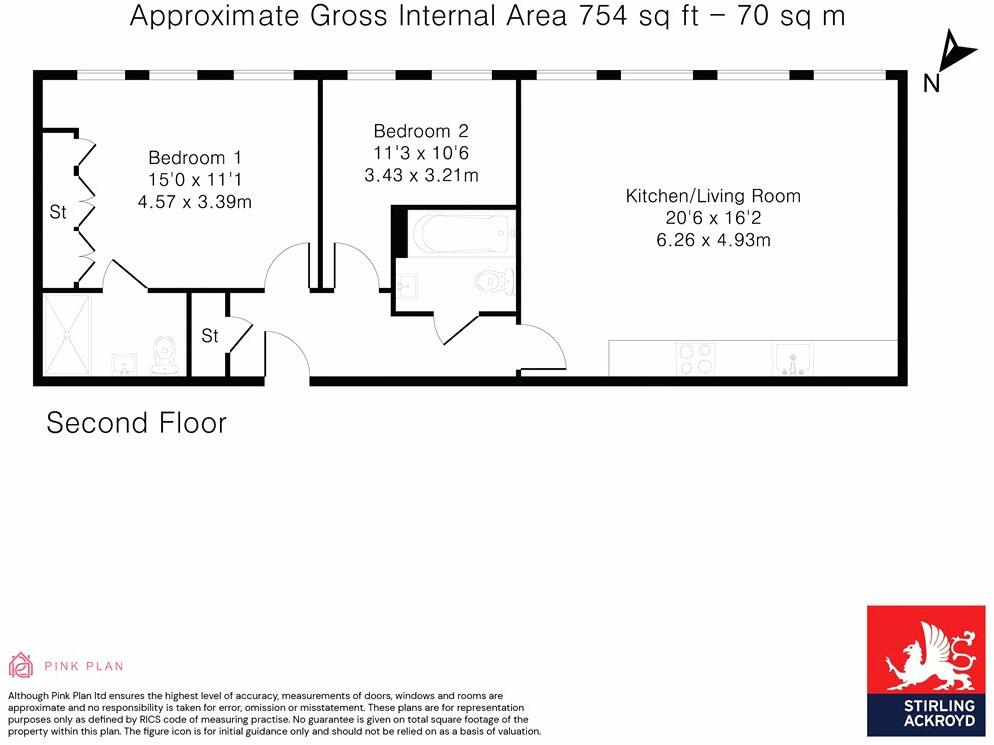 Approximate Gross Internal Area 754 sq ft – 70 sq m
N
Bedroom 1
15'0 x 11'1
4.57 x 3.39m
Bedroom 2
11'3 x 10'6
3.43 x 3.21m
Kitchen/Living Room
20'6 x 16'2
6.26 x 4.93m
St
St
Second Floor
PINK PLAN
Although Pink Plan ltd ensures the highest level of accuracy, measurements of doors, windows and rooms are
approximate and no responsibility is taken for error, omission or misstatement. These plans are for representation
purposes only as defined by RICS code of measuring practise. No guarantee is given on total square footage of the
property within this plan. The figure icon is for initial guidance only and should not be relied on as a basis of valuation.
STIRLING
ACKROYD